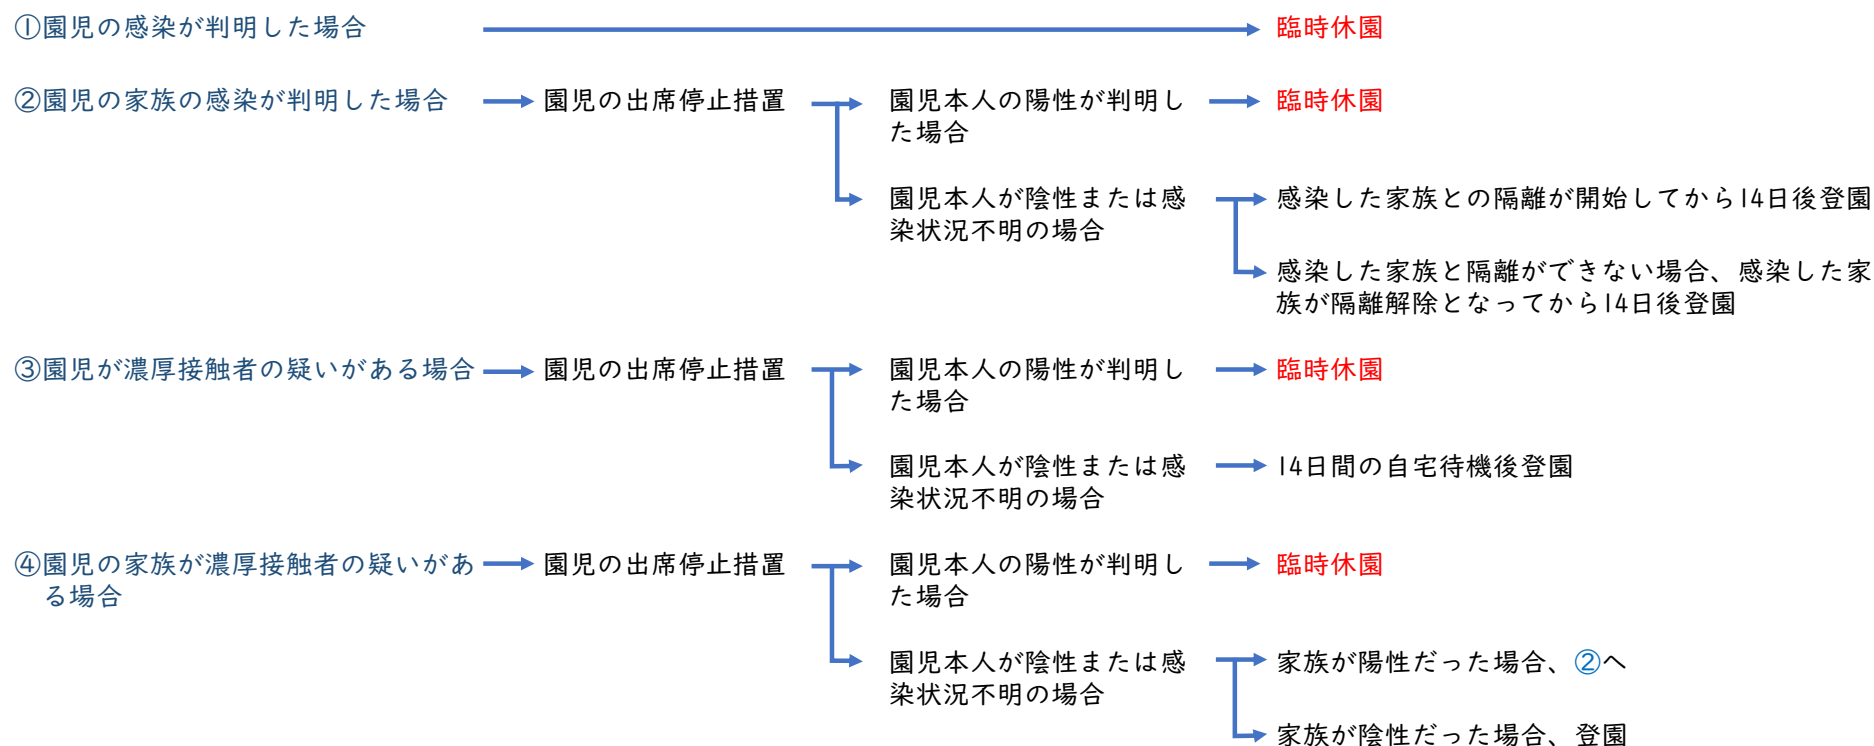 ①園児の感染が判明した場合
臨時休園
②園児の家族の感染が判明した場合
園児の出席停止措置
園児本人の陽性が判明し
た場合
臨時休園
園児本人が陰性または感
染状況不明の場合
感染した家族との隔離が開始してから14日後登園
感染した家族と隔離ができない場合、感染した家
族が隔離解除となってから14日後登園
③園児が濃厚接触者の疑いがある場合
園児の出席停止措置
園児本人の陽性が判明し
た場合
臨時休園
園児本人が陰性または感
染状況不明の場合
14日間の自宅待機後登園
④園児の家族が濃厚接触者の疑いがあ
る場合
園児の出席停止措置
園児本人の陽性が判明し
た場合
臨時休園
園児本人が陰性または感
染状況不明の場合
家族が陽性だった場合、②へ
家族が陰性だった場合、登園